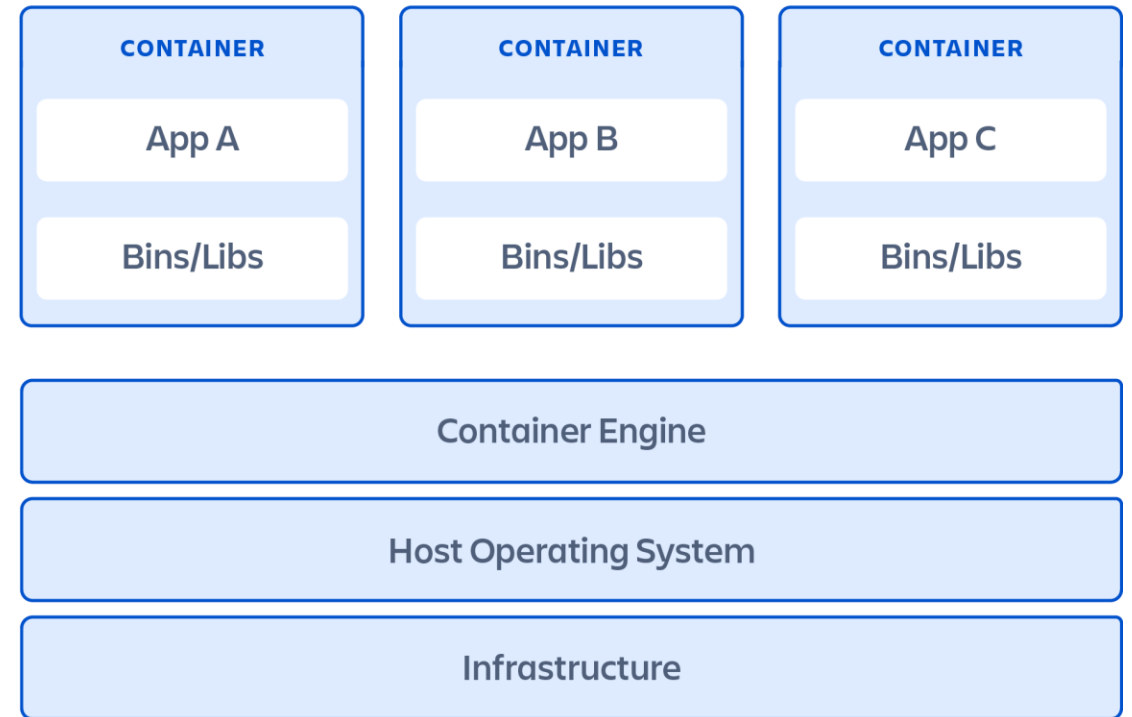 CONTAINER
App A
Bins/Libs
CONTAINER
App B
Bins/Libs
CONTAINER
App C
Bins/Libs
Container Engine
Host Operating System
Infrastructure